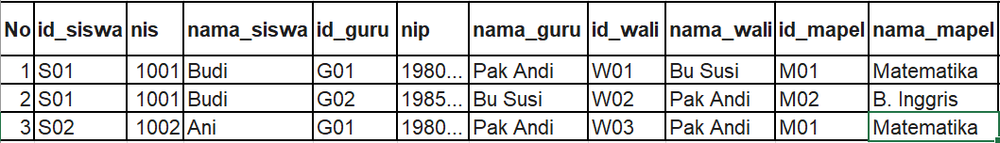 No id_siswa nis nama_siswa id_guru nip nama_guru id_wali nama_wali id_mapel nama_mapel
1 S01 1001 Budi G01 1980... Pak Andi W01 Bu Susi M01 Matematika
2 S01 1001 Budi G02 1985... Bu Susi W02 Pak Andi M02 B. Inggris
3 S02 1002 Ani G01 1980... Pak Andi W03 Pak Andi M01 Matematika